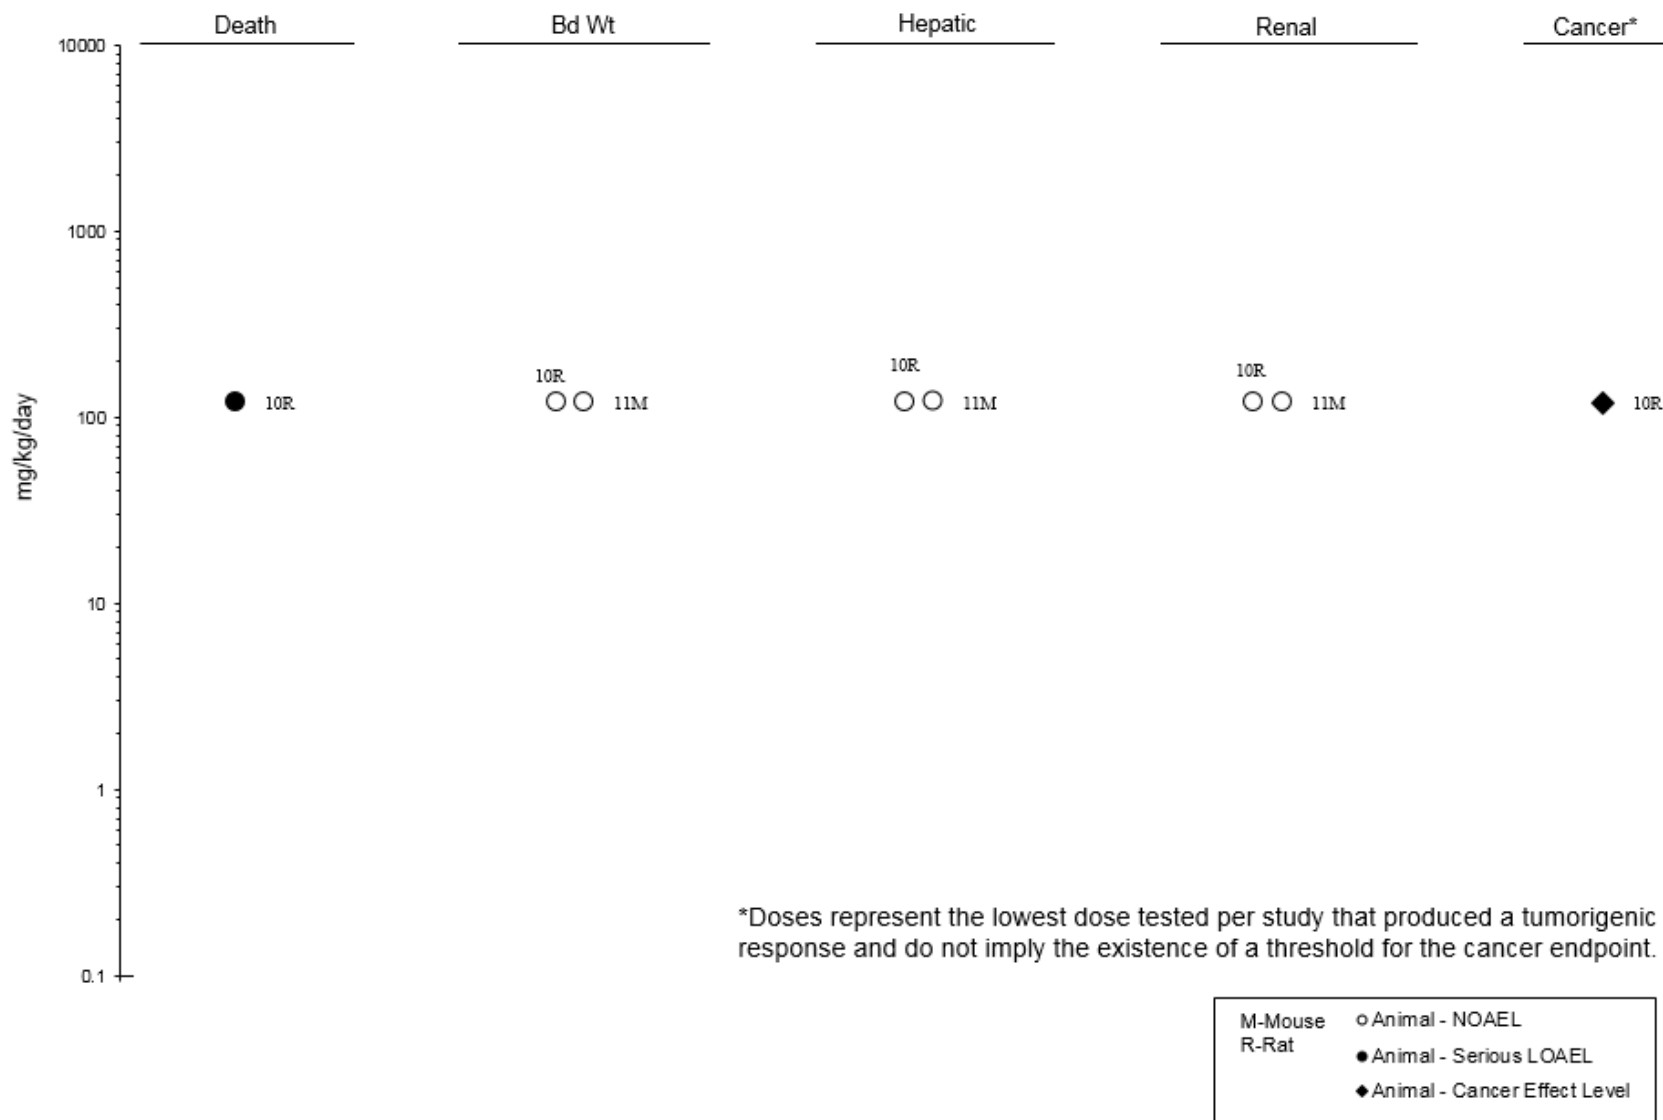 Death Bd Wt Hepatic Renal Cancer*
10000
1000
10R 10R 10R
10R 11M 11M 11M 10R
100
mg/kg/day
10
1
*Doses represent the lowest dose tested per study that produced a tumorigenic
response and do not imply the existence of a threshold for the cancer endpoint.
0.1
M-Mouse Animal - NOAEL
R-Rat
Animal - Serious LOAEL
Animal - Cancer Effect Level